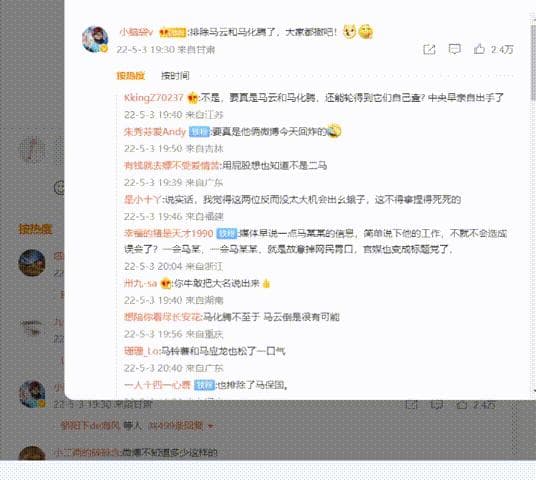 小脑袋v 铁粉:排除马云和马化腾了，大家都撤吧！
22-5-3 19:30 来自甘肃
2.4万
按热度 按时间
KkingZ70237:不是，要真是马云和马化腾，还能轮得到它们自己查? 中央早亲自出手了
22-5-3 19:40 来自江苏
朱秀芬爱Andy 铁粉:要真是他俩微博今天回炸的
22-5-3 19:50 来自吉林
有钱就去嫖不受爱情苦:用屁股想也知道不是二马
22-5-3 19:39 来自广东
是小十丫:说实话，我觉得这两位反而没太大机会出幺蛾子，这不得拿捏得死死的
22-5-3 19:46 来自福建
幸福的猪是天才1990 铁粉:媒体早说一点马某某的信息，简单说下他的工作，不就不会造成
误会了？一会马某，一会马某某，就是故意掉网民胃口，官媒也变成标题党了，
22-5-3 20:04 来自浙江
卅九-sa:你牛敢把大名说出来
22-5-3 19:40 来自湖南
想陪你看尽长安花:马化腾不至于 马云倒是很有可能
22-5-3 19:56 来自重庆
珊珊_Lo:马铃薯和马应龙也松了一口气
22-5-3 20:40 来自广东
一人十四一心赛 铁粉:也排除了马保国。
按热度
22-5-3 19:30 来自甘肃
2.4万
骄阳下de海风 等人 共499条回复
:微博不知道多少这样的